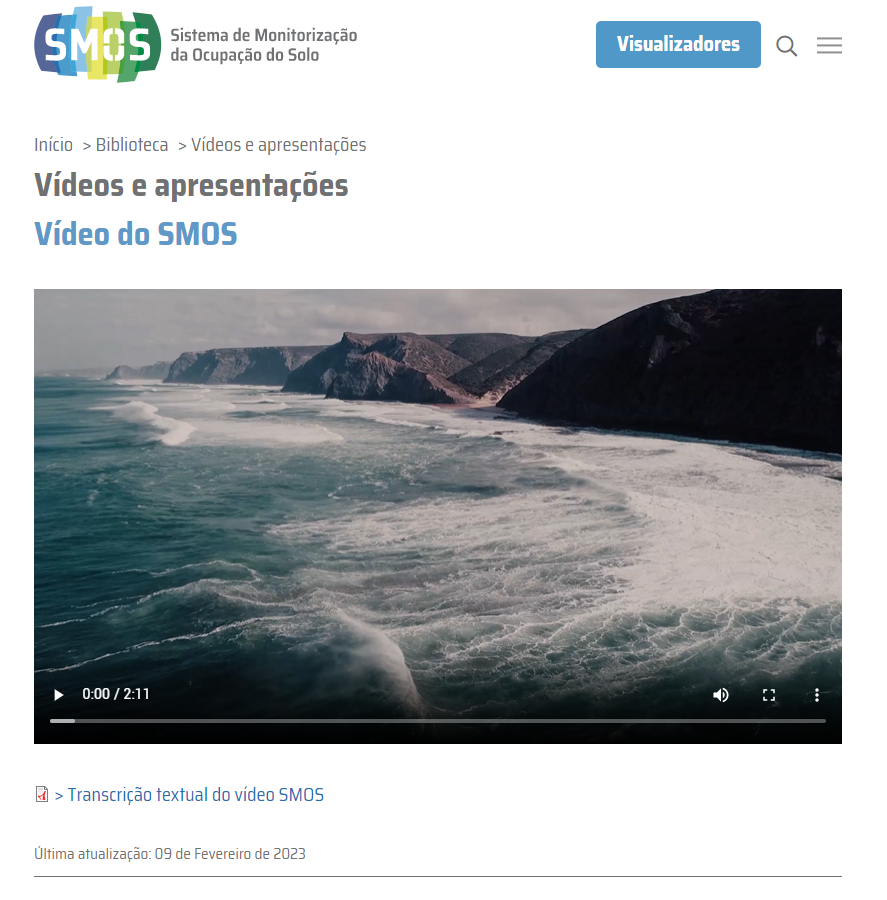 SMOS
Sistema de Monitorização
da Ocupação do Solo
Visualizadores
Início > Biblioteca > Vídeos e apresentações
Vídeos e apresentações
Vídeo do SMOS
0:00 / 2:11
> Transcrição textual do vídeo SMOS
Última atualização: 09 de Fevereiro de 2023